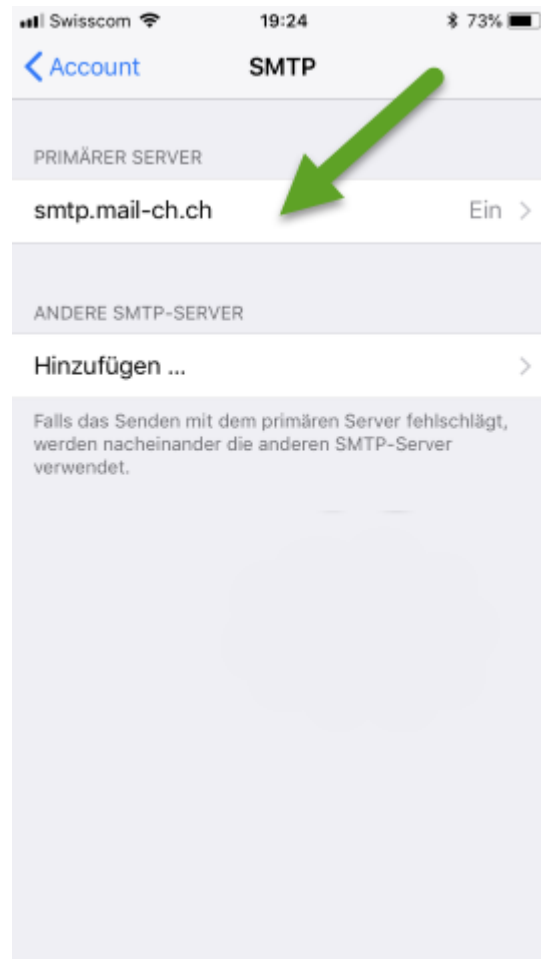 Swisscom 19:24 73%
Account SMTP
PRIMÄRER SERVER
smtp.mail-ch.ch Ein
ANDERE SMTP-SERVER
Hinzufügen ...
Falls das Senden mit dem primären Server fehlschlägt,
werden nacheinander die anderen SMTP-Server
verwendet.